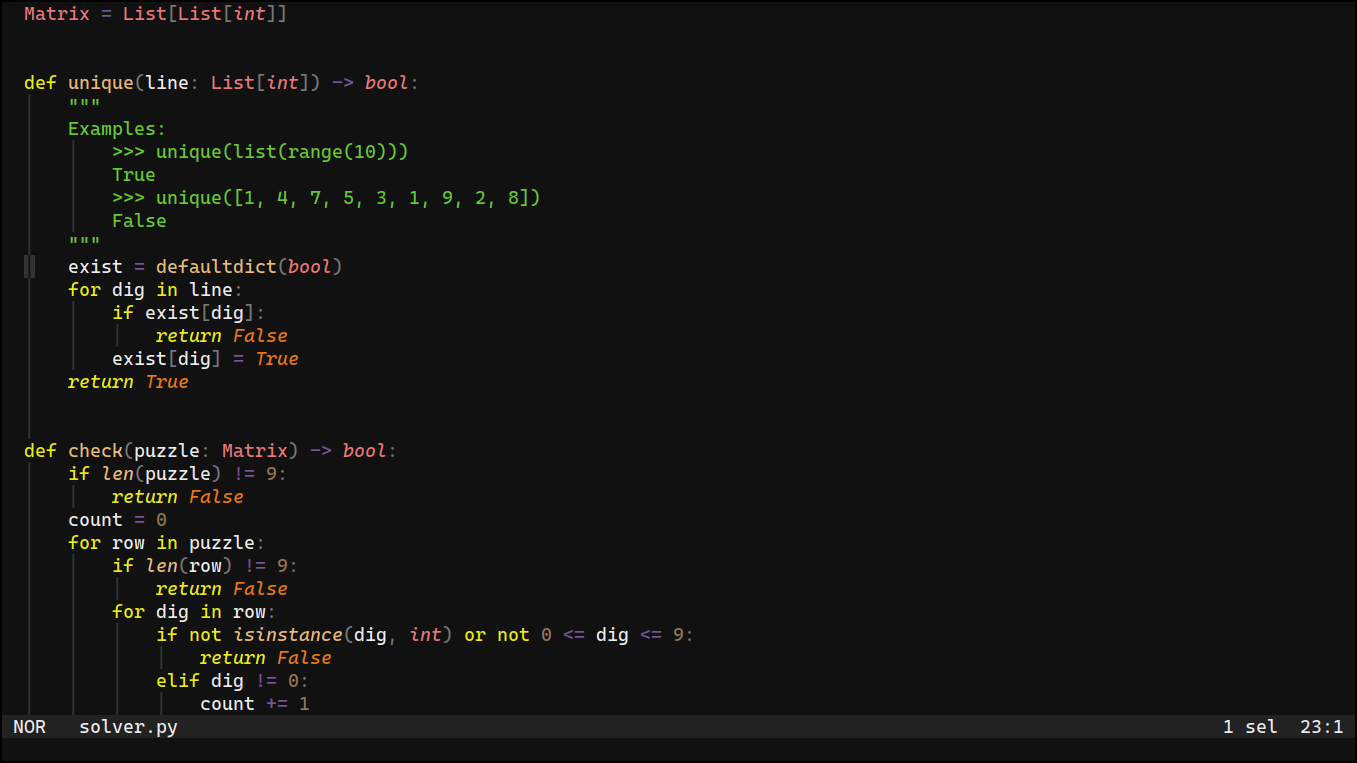 Matrix = List[List[int]]
def unique(line: List[int]) -> bool:
    """
    Examples:
        >>> unique(list(range(10)))
        True
        >>> unique([1, 4, 7, 5, 3, 1, 9, 2, 8])
        False
    """
    exist = defaultdict(bool)
    for dig in line:
        if exist[dig]:
            return False
        exist[dig] = True
    return True
def check(puzzle: Matrix) -> bool:
    if len(puzzle) != 9:
        return False
    count = 0
    for row in puzzle:
        if len(row) != 9:
            return False
        for dig in row:
            if not isinstance(dig, int) or not 0 <= dig <= 9:
                return False
            elif dig != 0:
                count += 1
NOR   solver.py   1 sel  23:1